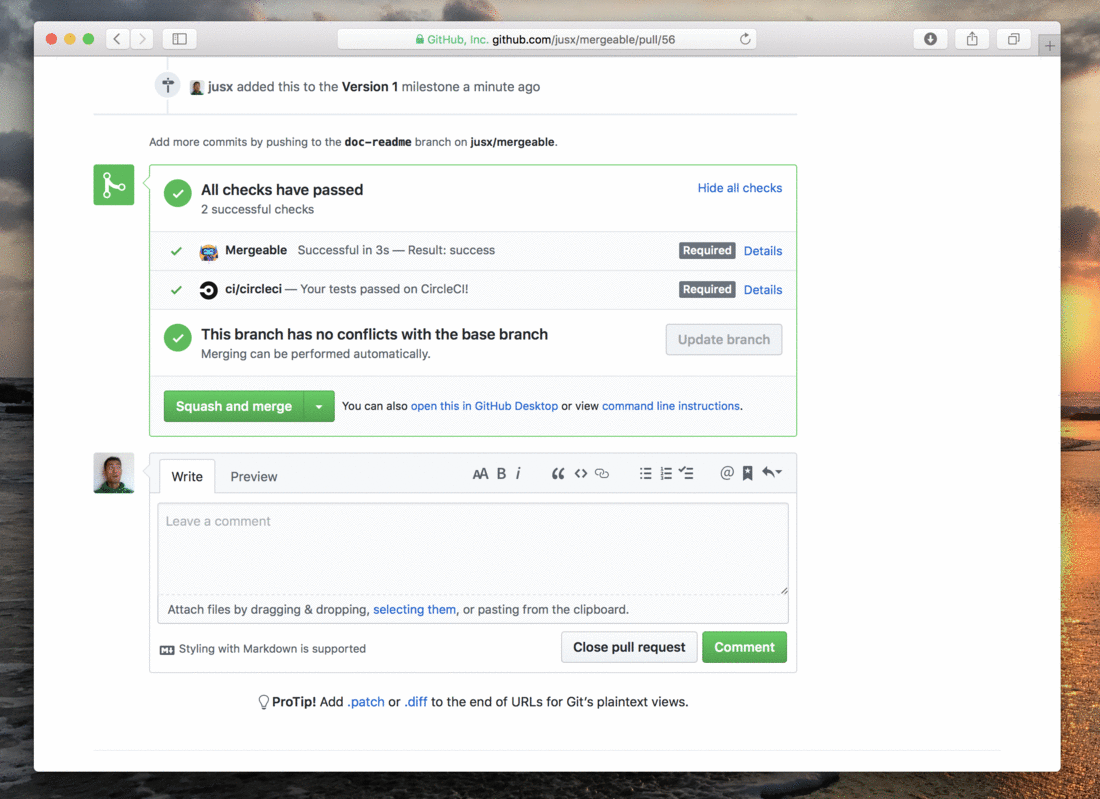 GitHub, Inc. github.com/jusx/mergeable/pull/56
jusx added this to the Version 1 milestone a minute ago
Add more commits by pushing to the doc-readme branch on jusx/mergeable.
All checks have passed
Hide all checks
2 successful checks
Mergeable Successful in 3s — Result: success Required Details
ci/circleci — Your tests passed on CircleCI! Required Details
This branch has no conflicts with the base branch
Update branch
Merging can be performed automatically.
Squash and merge You can also open this in GitHub Desktop or view command line instructions.
Write Preview AA B i @
Leave a comment
Attach files by dragging & dropping, selecting them, or pasting from the clipboard.
Styling with Markdown is supported Close pull request Comment
ProTip! Add .patch or .diff to the end of URLs for Git’s plaintext views.